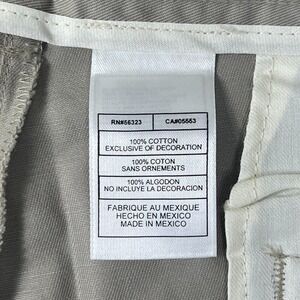 RN#56323 CA#05553
100% COTTON
EXCLUSIVE OF DECORATION
100% COTON
SANS ORNEMENTS
100% ALGODON
NO INCLUYE LA DECORACION
FABRIQUE AU MEXIQUE
HECHO EN MEXICO
MADE IN MEXICO